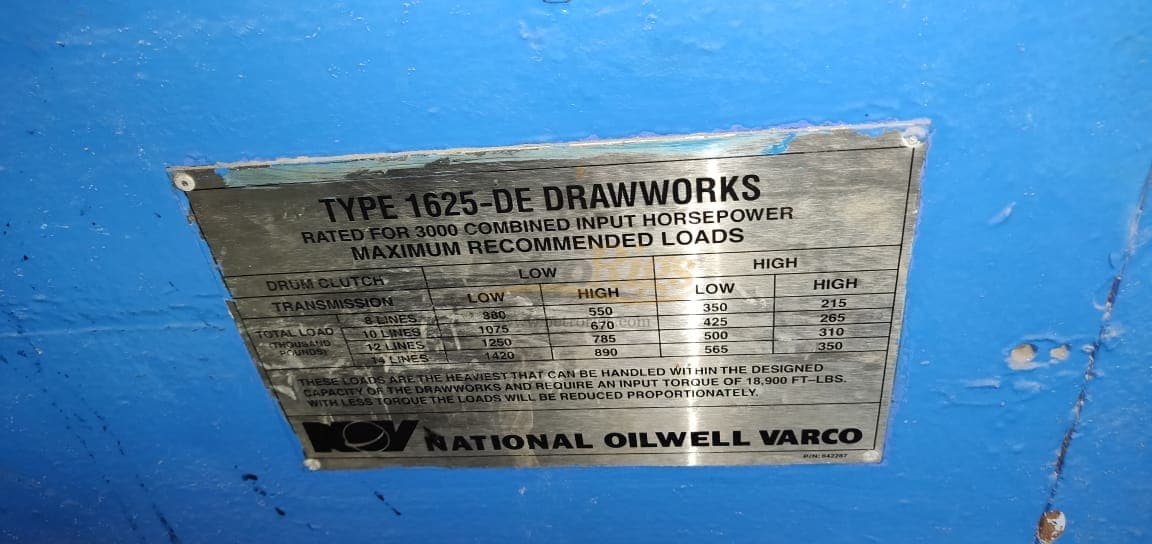 TYPE 1625-DE DRAWWORKS
RATED FOR 3000 COMBINED INPUT HORSEPOWER
MAXIMUM RECOMMENDED LOADS
DRUM CLUTCH LOW HIGH
TRANSMISSION LOW HIGH LOW HIGH
TOTAL LOAD (THOUSAND POUNDS)
8 LINES 880 550 350 215
10 LINES 1075 670 425 265
12 LINES 1250 785 500 310
14 LINES 1420 890 565 350
THESE LOADS ARE THE HEAVIEST THAT CAN BE HANDLED WITHIN THE DESIGNED
CAPACITY OF THE DRAWWORKS AND REQUIRE AN INPUT TORQUE OF 18,900 FT-LBS.
WITH LESS TORQUE THE LOADS WILL BE REDUCED PROPORTIONATELY.
NOV NATIONAL OILWELL VARCO
P/N: 642287